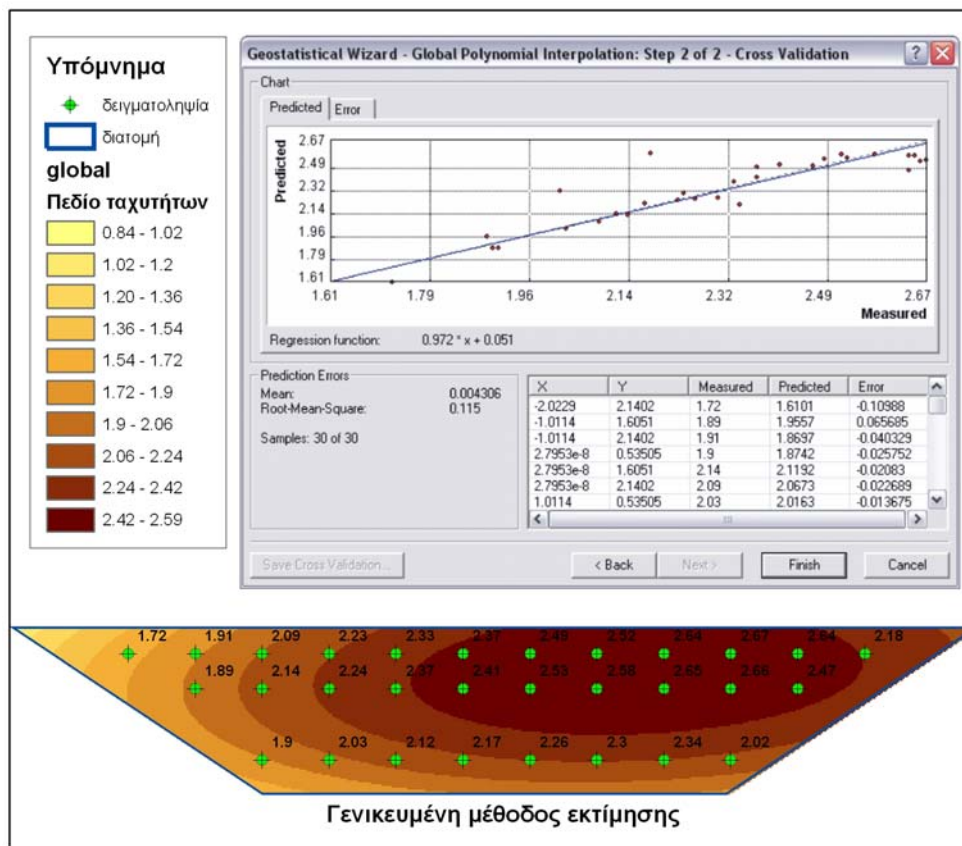 Υπόμνημα
δειγματοληψία
διατομή
global
Πεδίο ταχυτήτων
0.84 - 1.02
1.02 - 1.2
1.20 - 1.36
1.36 - 1.54
1.54 - 1.72
1.72 - 1.9
1.9 - 2.06
2.06 - 2.24
2.24 - 2.42
2.42 - 2.59
Geostatistical Wizard - Global Polynomial Interpolation: Step 2 of 2 - Cross Validation
Chart
Predicted Error
Predicted
2.67
2.49
2.32
2.14
1.96
1.79
1.61
1.61 1.79 1.96 2.14 2.32 2.49 2.67
Measured
Regression function: 0.972 * x + 0.051
Prediction Errors
Mean: 0.004306
Root-Mean-Square: 0.115
Samples: 30 of 30
X Y Measured Predicted Error
-2.0229 2.1402 1.72 1.6101 -0.10988
-1.0114 1.6051 1.89 1.9557 0.065685
-1.0114 2.1402 1.91 1.8697 -0.040329
2.7953e-8 0.53505 1.9 1.8742 -0.025752
2.7953e-8 1.6051 2.14 2.1192 -0.02083
2.7953e-8 2.1402 2.09 2.0673 -0.022689
1.0114 0.53505 2.03 2.0163 -0.013675
Save Cross Validation... < Back Next > Finish Cancel
1.72 1.91 2.09 2.23 2.33 2.37 2.49 2.52 2.64 2.67 2.64 2.18
1.89 2.14 2.24 2.37 2.41 2.53 2.58 2.65 2.66 2.47
1.9 2.03 2.12 2.17 2.26 2.3 2.34 2.02
Γενικευμένη μέθοδος εκτίμησης